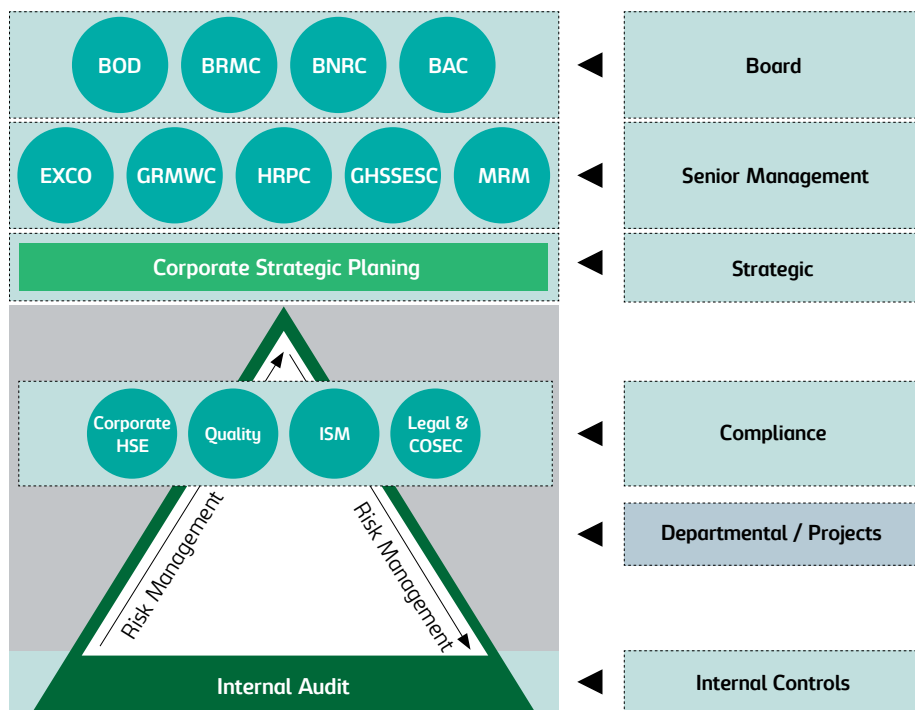 BOD
BRMC
BNRC
BAC
Board
EXCO
GRMWC
HRPC
GHSSESC
MRM
Senior Management
Corporate Strategic Planing
Strategic
Corporate
HSE
Quality
ISM
Legal &
COSEC
Compliance
Risk Management
Risk Management
Departmental / Projects
Internal Audit
Internal Controls